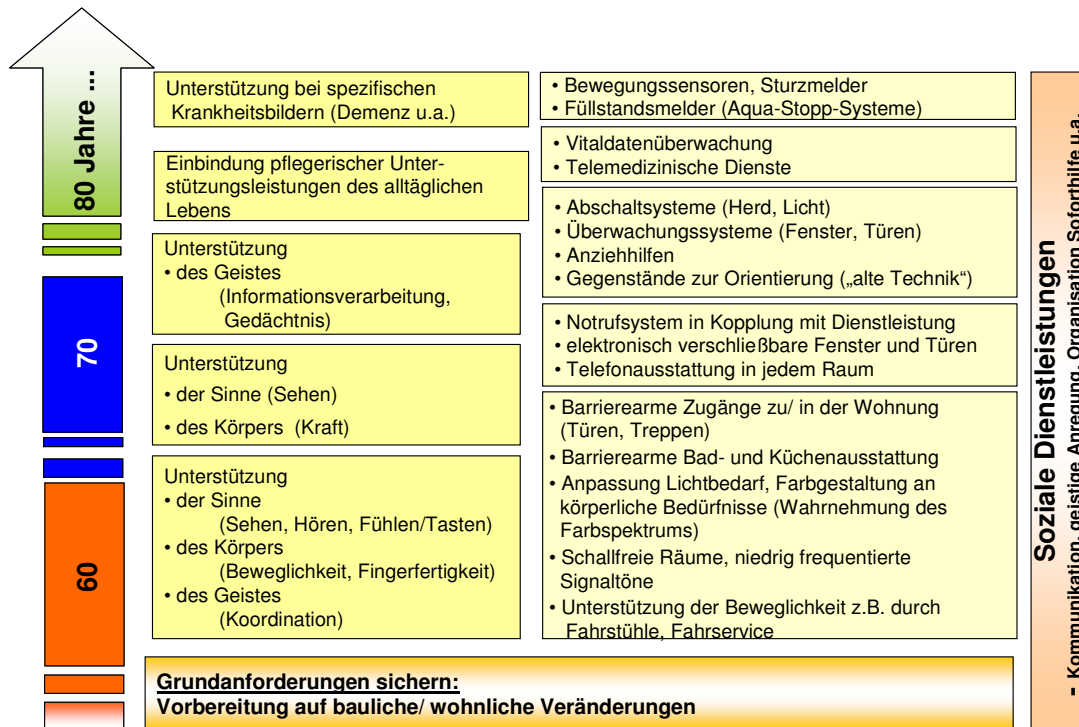 80 Jahre ...
70
60
Unterstützung bei spezifischen
Krankheitsbildern (Demenz u.a.)
Einbindung pflegerischer Unter-
stützungsleistungen des alltäglichen
Lebens
Unterstützung
• des Geistes
(Informationsverarbeitung,
Gedächtnis)
Unterstützung
• der Sinne (Sehen)
• des Körpers (Kraft)
Unterstützung
• der Sinne
(Sehen, Hören, Fühlen/Tasten)
• des Körpers
(Beweglichkeit, Fingerfertigkeit)
• des Geistes
(Koordination)
• Bewegungssensoren, Sturzmelder
• Füllstandsmelder (Aqua-Stopp-Systeme)
• Vitaldatenüberwachung
• Telemedizinische Dienste
• Abschaltsysteme (Herd, Licht)
• Überwachungssysteme (Fenster, Türen)
• Anziehhilfen
• Gegenstände zur Orientierung („alte Technik“)
• Notrufsystem in Kopplung mit Dienstleistung
• elektronisch verschließbare Fenster und Türen
• Telefonausstattung in jedem Raum
• Barrierearme Zugänge zu/ in der Wohnung
(Türen, Treppen)
• Barrierearme Bad- und Küchenausstattung
• Anpassung Lichtbedarf, Farbgestaltung an
körperliche Bedürfnisse (Wahrnehmung des
Farbspektrums)
• Schallfreie Räume, niedrig frequentierte
Signaltöne
• Unterstützung der Beweglichkeit z.B. durch
Fahrstühle, Fahrservice
Grundanforderungen sichern:
Vorbereitung auf bauliche/ wohnliche Veränderungen
Soziale Dienstleistungen
- Kommunikation, geistige Anregung, Organisation Soforthilfe u.a.